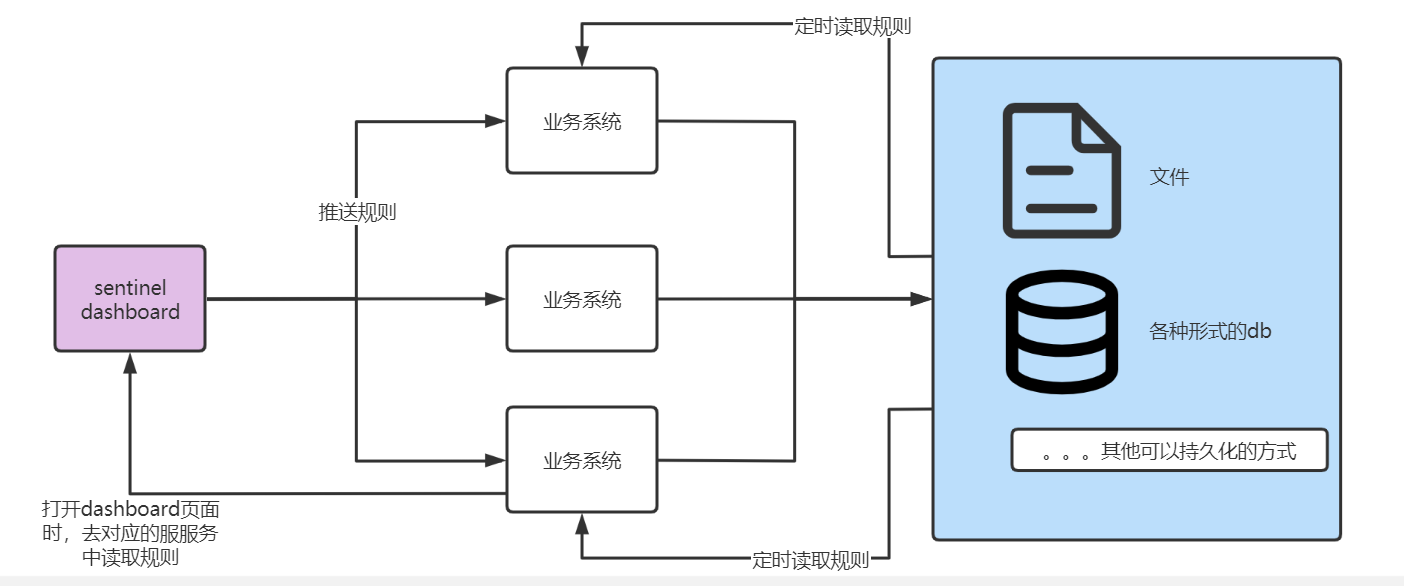 定时读取规则
业务系统
文件
推送规则
sentinel
dashboard
业务系统
各种形式的db
业务系统
。。。其他可以持久化的方式
打开dashboard页面
时，去对应的服服务
中读取规则
定时读取规则